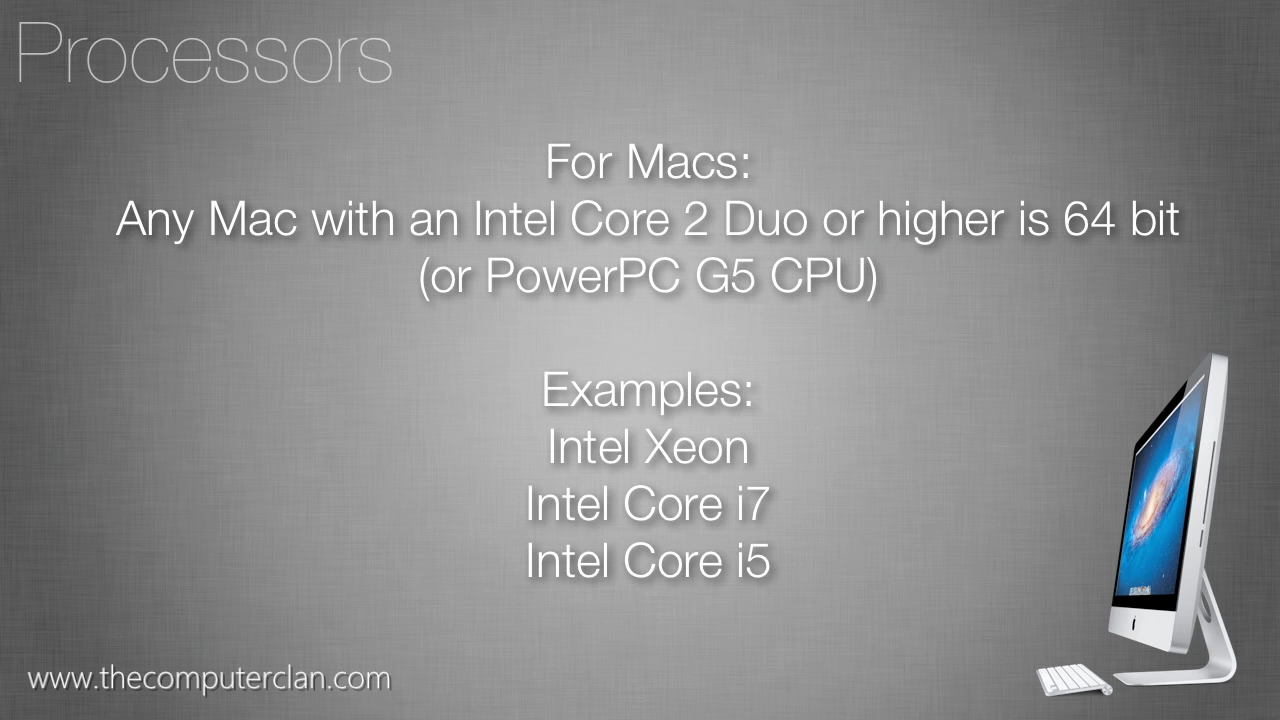 Processors
For Macs:
Any Mac with an Intel Core 2 Duo or higher is 64 bit
(or PowerPC G5 CPU)
Examples:
Intel Xeon
Intel Core i7
Intel Core i5
www.thecomputerclan.com